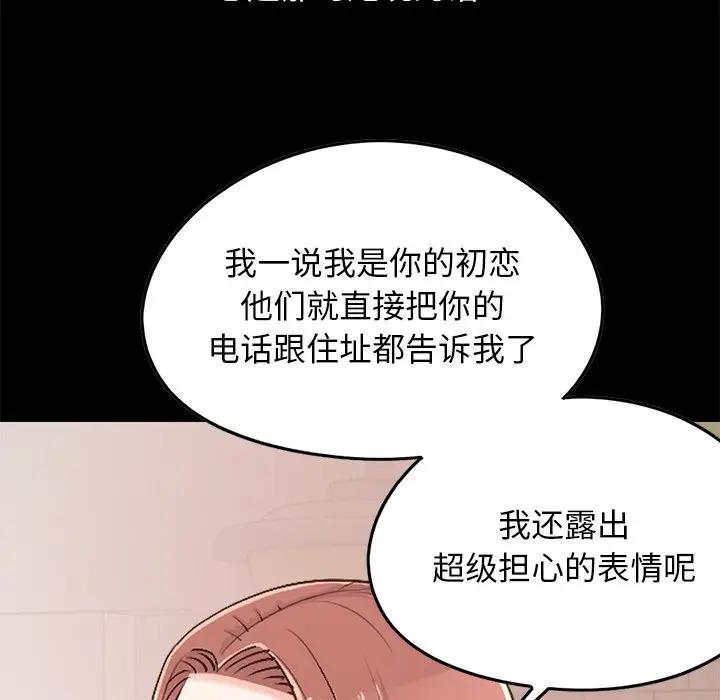 我一说我是你的初恋
他们就直接把你的
电话跟住址都告诉我了
我还露出
超级担心的表情呢